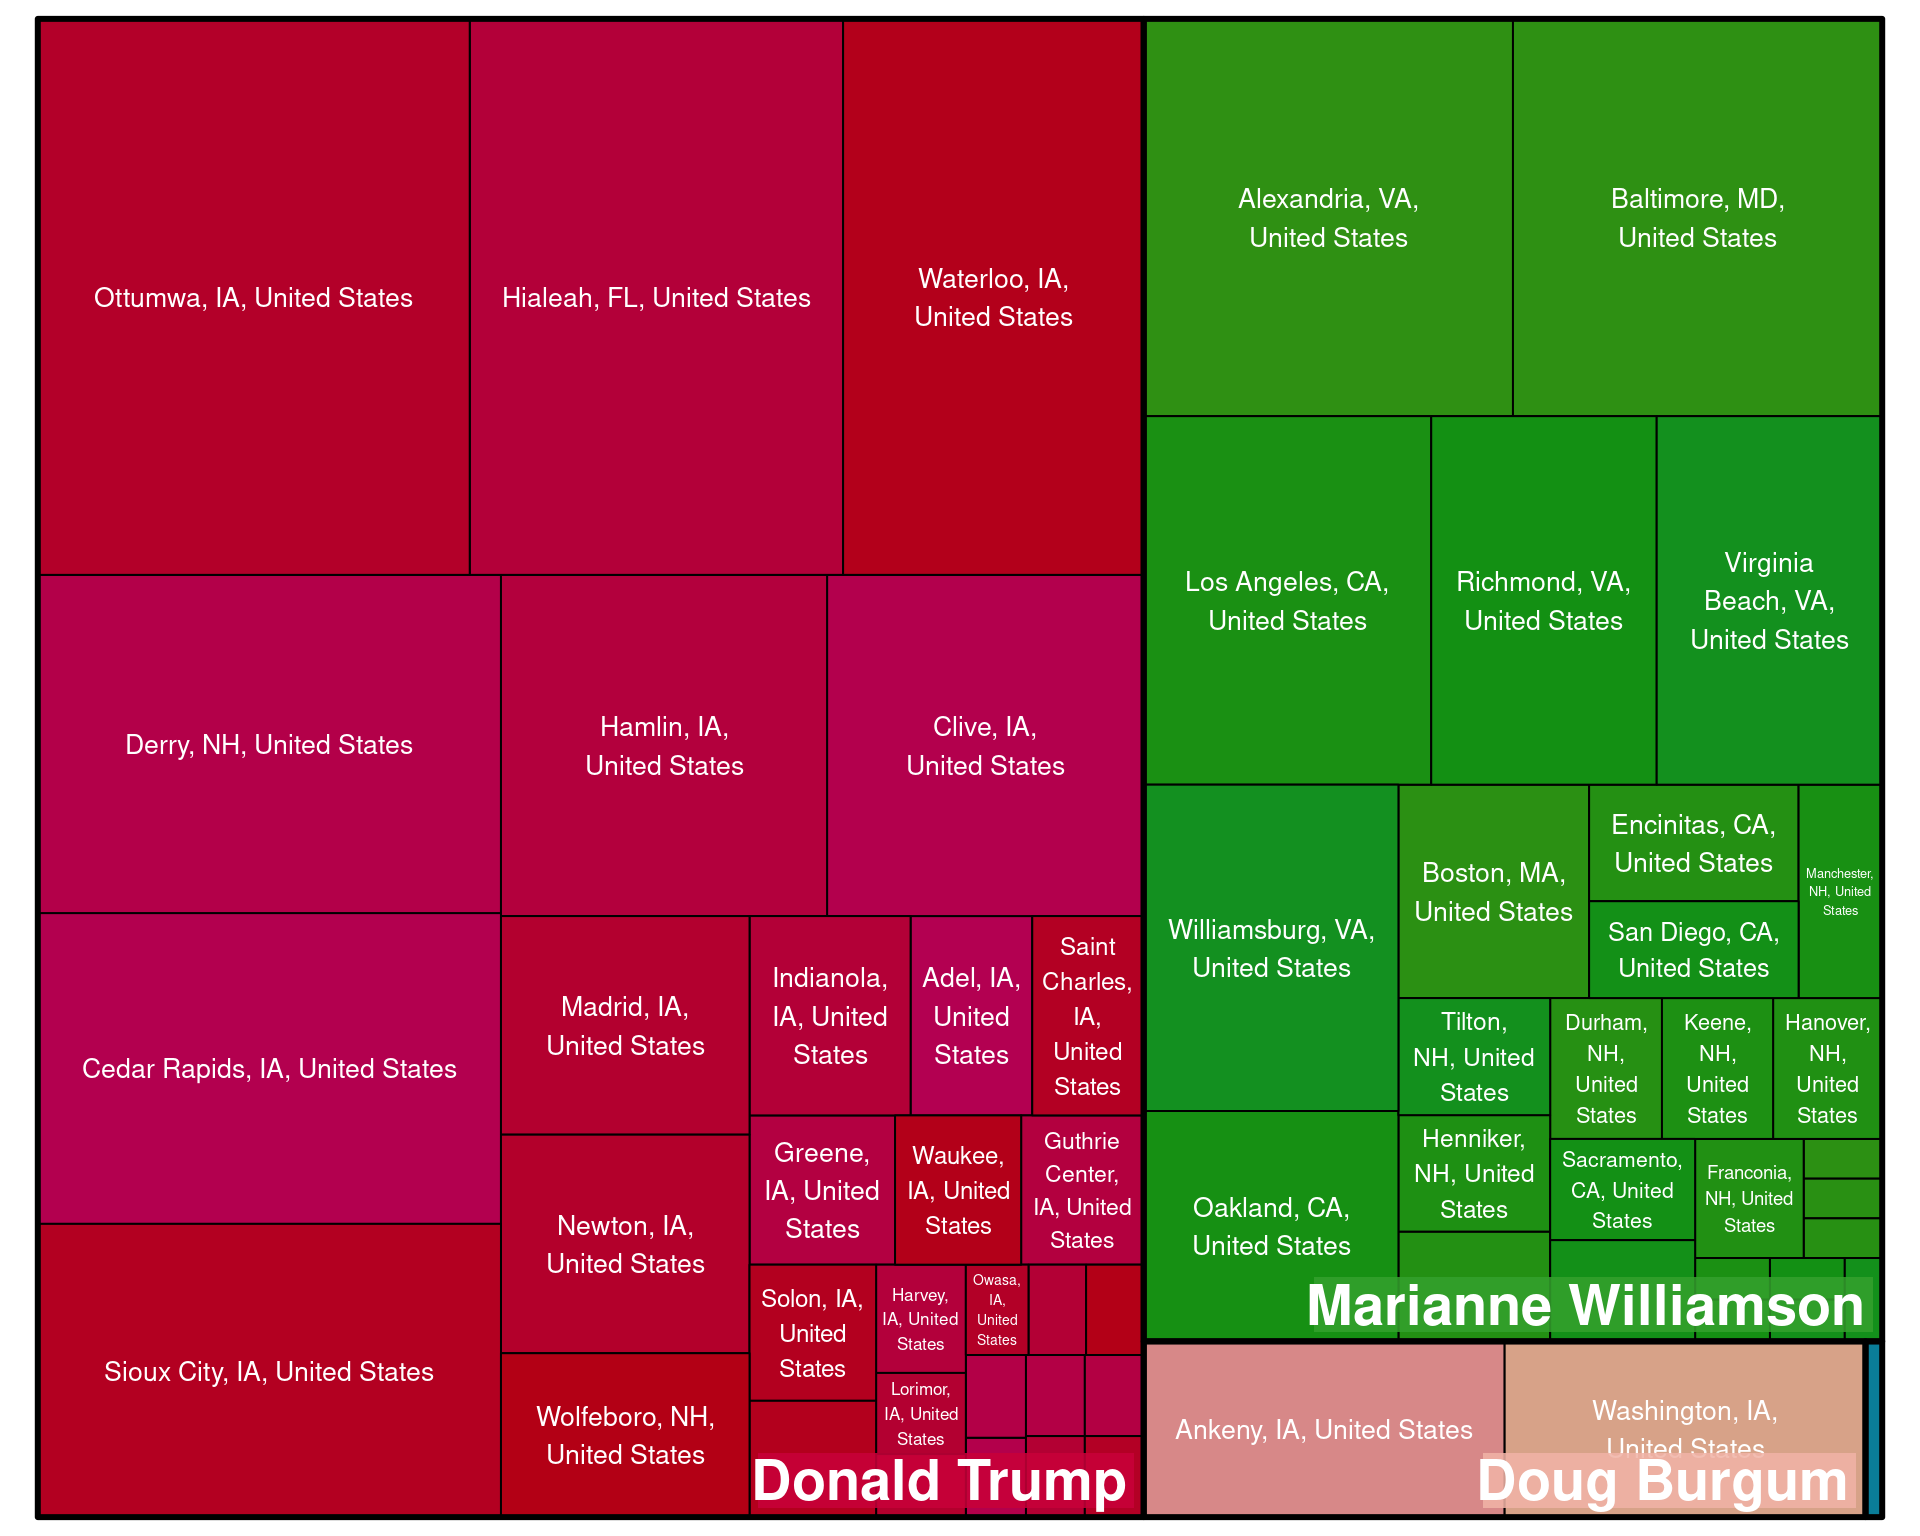 Ottumwa, IA, United States
Hialeah, FL, United States
Waterloo, IA,
United States
Derry, NH, United States
Hamlin, IA,
United States
Clive, IA,
United States
Cedar Rapids, IA, United States
Sioux City, IA, United States
Madrid, IA,
United States
Newton, IA,
United States
Wolfeboro, NH,
United States
Indianola,
IA, United
States
Adel, IA,
United
States
Saint
Charles,
IA,
United
States
Greene,
IA, United
States
Waukee,
IA, United
States
Guthrie
Center,
IA, United
States
Solon, IA,
United
States
Harvey,
IA, United
States
Owasa,
IA,
United
States
Lorimor,
IA, United
States
Donald Trump
Alexandria, VA,
United States
Baltimore, MD,
United States
Los Angeles, CA,
United States
Richmond, VA,
United States
Virginia
Beach, VA,
United States
Williamsburg, VA,
United States
Oakland, CA,
United States
Boston, MA,
United States
Encinitas, CA,
United States
San Diego, CA,
United States
Manchester,
NH, United
States
Tilton,
NH, United
States
Henniker,
NH, United
States
Durham,
NH,
United
States
Keene,
NH,
United
States
Hanover,
NH,
United
States
Sacramento,
CA, United
States
Franconia,
NH, United
States
Marianne Williamson
Ankeny, IA, United States
Washington, IA,
United States
Doug Burgum